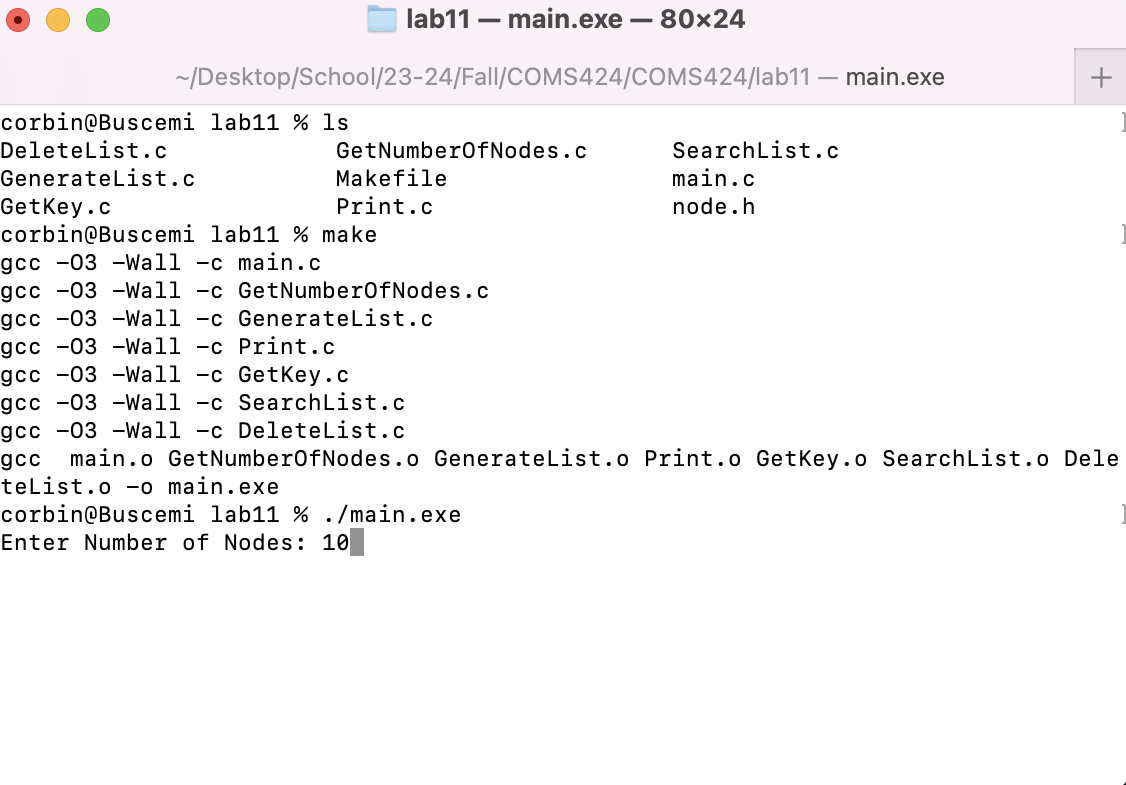 lab11 — main.exe — 80×24
~/Desktop/School/23-24/Fall/COMS424/COMS424/lab11 — main.exe
corbin@Buscemi lab11 % ls
DeleteList.c            GetNumberOfNodes.c      SearchList.c
GenerateList.c          Makefile                main.c
GetKey.c                Print.c                 node.h
corbin@Buscemi lab11 % make
gcc -O3 -Wall -c main.c
gcc -O3 -Wall -c GetNumberOfNodes.c
gcc -O3 -Wall -c GenerateList.c
gcc -O3 -Wall -c Print.c
gcc -O3 -Wall -c GetKey.c
gcc -O3 -Wall -c SearchList.c
gcc -O3 -Wall -c DeleteList.c
gcc  main.o GetNumberOfNodes.o GenerateList.o Print.o GetKey.o SearchList.o Dele
teList.o -o main.exe
corbin@Buscemi lab11 % ./main.exe
Enter Number of Nodes: 10